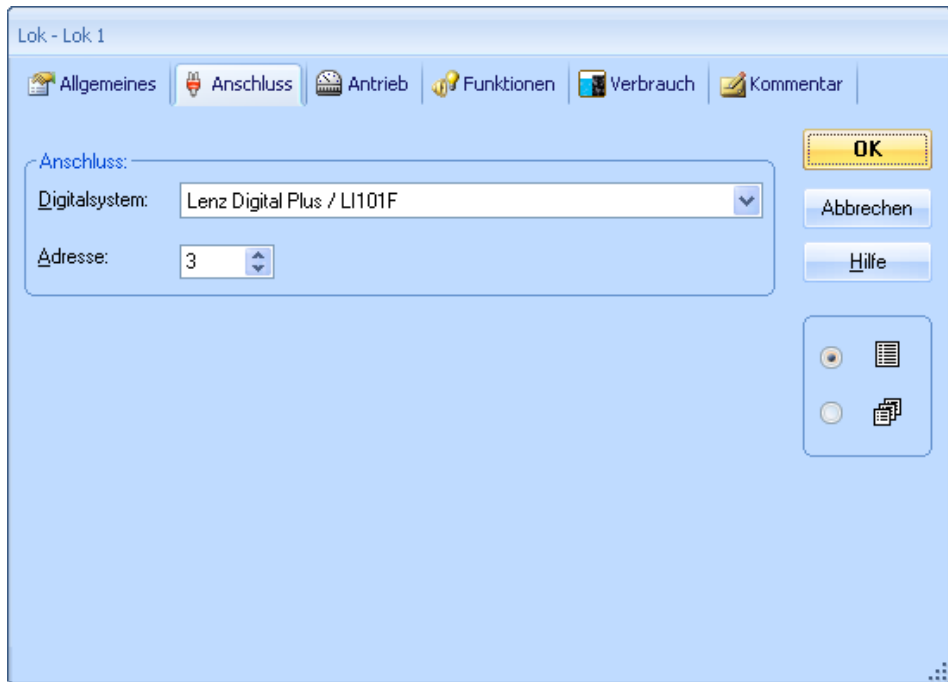 Lok - Lok 1
Allgemeines Anschluss Antrieb Funktionen Verbrauch Kommentar
Anschluss:
Digitalsystem: Lenz Digital Plus / LI101F
Adresse: 3
OK
Abbrechen
Hilfe